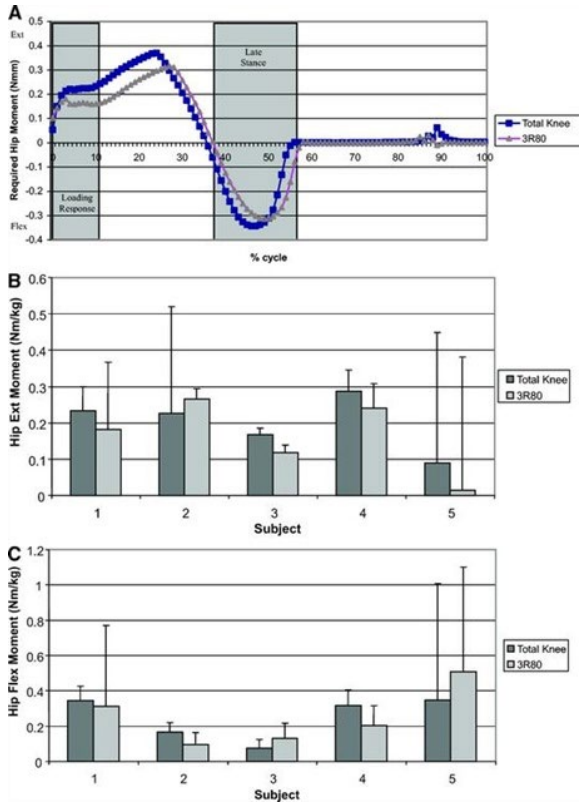 A
Ext
Required Hip Moment (Nmm)
0.5
0.4
0.3
0.2
0.1
0
-0.1
-0.2
-0.3
-0.4
Flex
Loading
Response
Late
Stance
0 10 20 30 40 50 60 70 80 90 100
% cycle
Total Knee
3R80
B
Hip Ext Moment (Nm/kg)
0.6
0.5
0.4
0.3
0.2
0.1
0
1 2 3 4 5
Subject
Total Knee
3R80
C
Hip Flex Moment (Nm/kg)
1.2
1
0.8
0.6
0.4
0.2
0
1 2 3 4 5
Subject
Total Knee
3R80